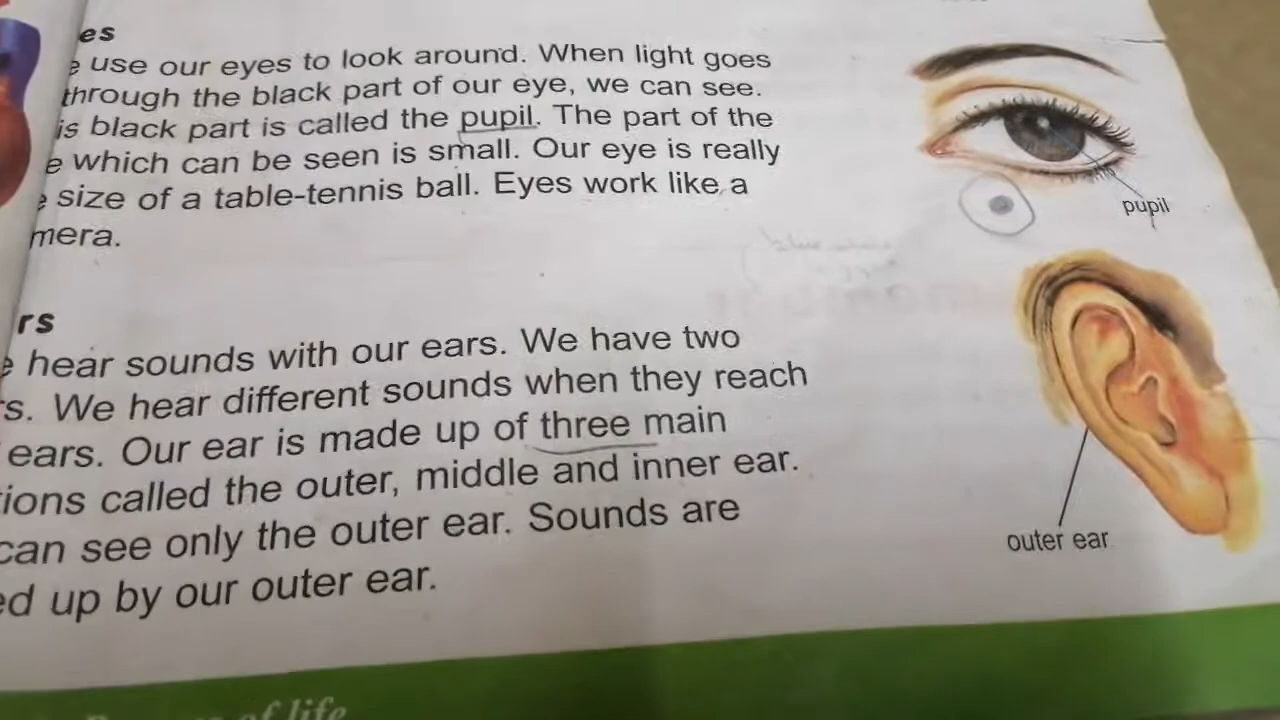 es
e use our eyes to look around. When light goes
through the black part of our eye, we can see.
is black part is called the pupil. The part of the
e which can be seen is small. Our eye is really
e size of a table-tennis ball. Eyes work like a
mera.
pupil
rs
e hear sounds with our ears. We have two
rs. We hear different sounds when they reach
ears. Our ear is made up of three main
tions called the outer, middle and inner ear.
can see only the outer ear. Sounds are
ed up by our outer ear.
outer ear
of life